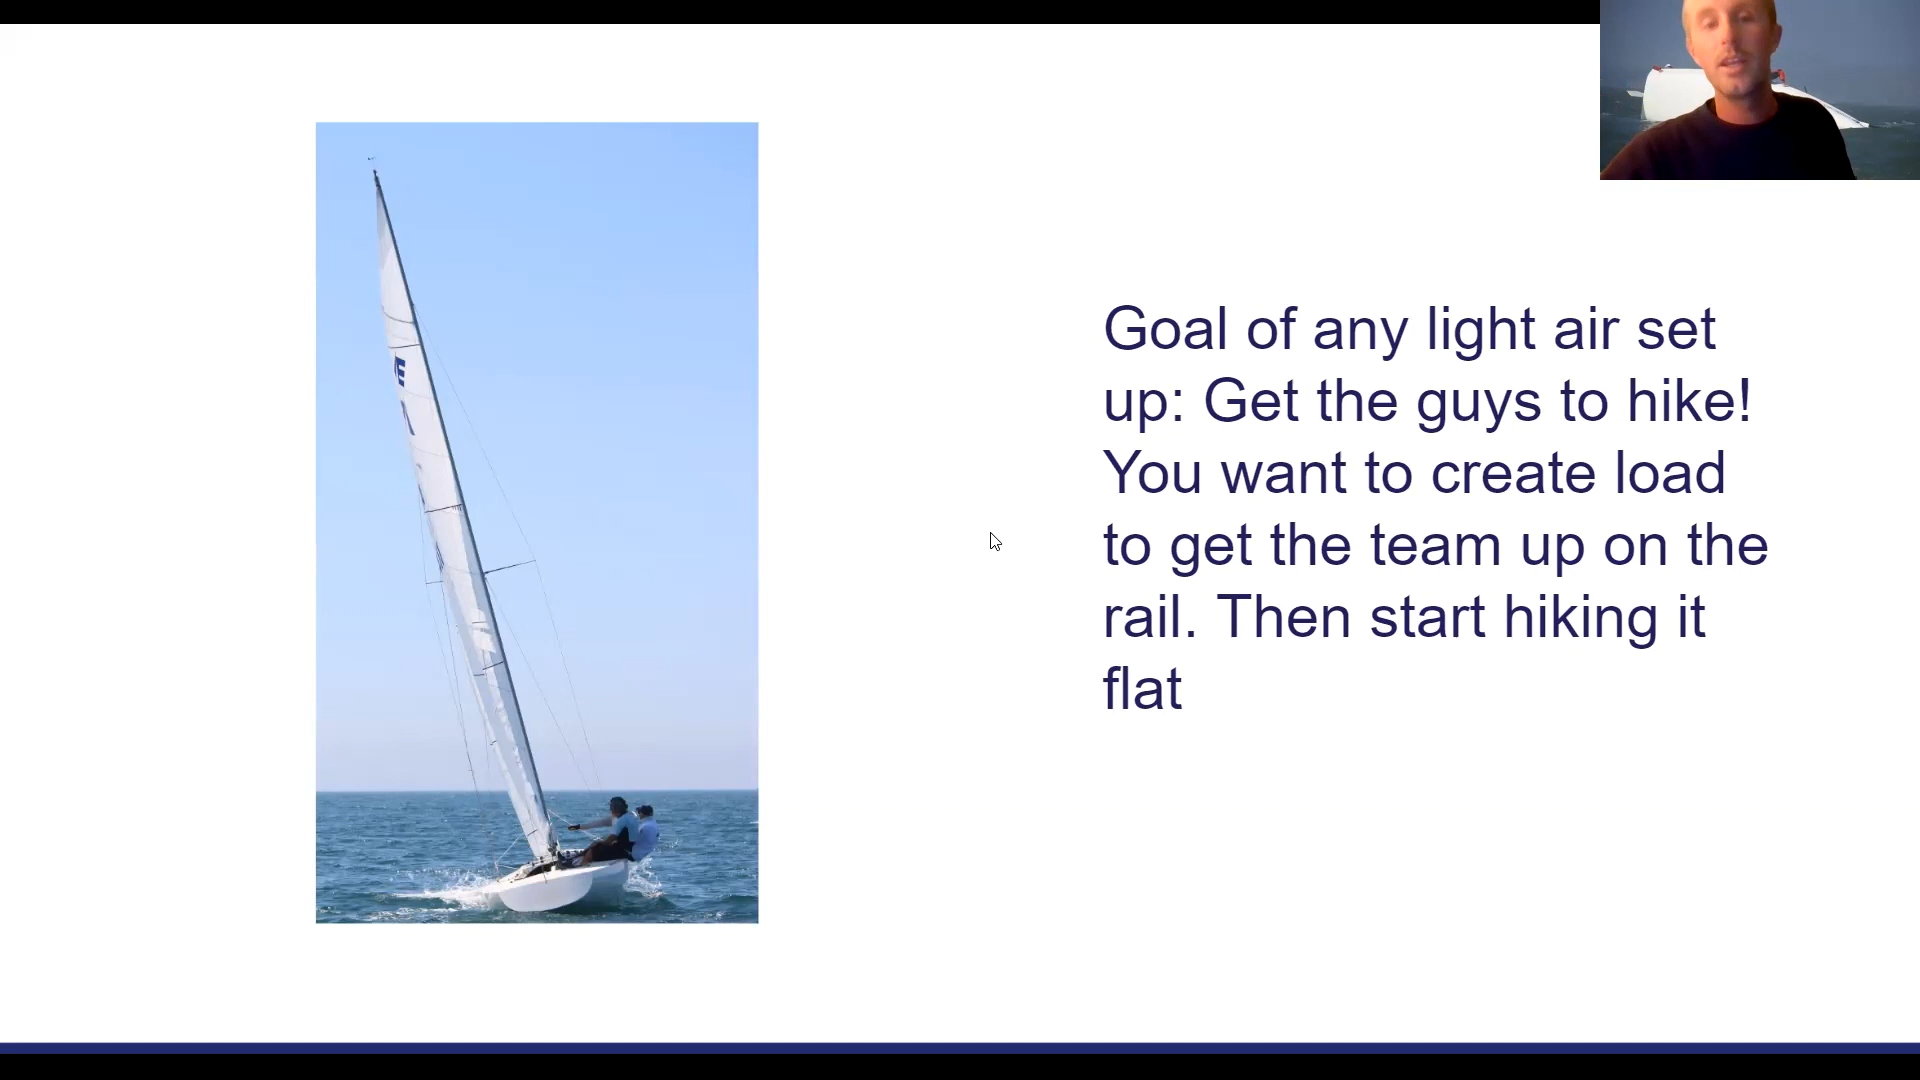 Goal of any light air set
up: Get the guys to hike!
You want to create load
to get the team up on the
rail. Then start hiking it
flat